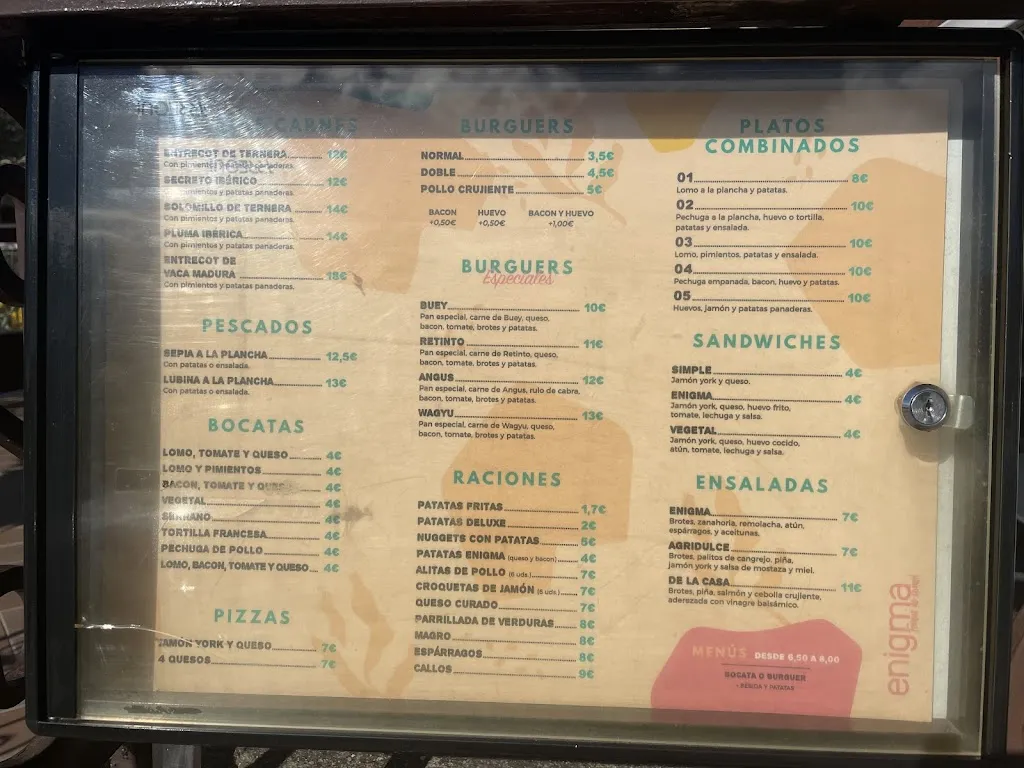 CARNES
ENTRECOT DE TERNERA 12€
Con pimientos y patatas panaderas.
SECRETO IBÉRICO 12€
pimientos y patatas panaderas.
SOLOMILLO DE TERNERA 14€
Con pimientos y patatas panaderas.
PLUMA IBÉRICA 14€
Con pimientos y patatas panaderas.
ENTRECOT DE
VACA MADURA 18€
Con pimientos y patatas panaderas.
PESCADOS
SEPIA A LA PLANCHA 12,5€
Con patatas o ensalada.
LUBINA A LA PLANCHA 13€
Con patatas o ensalada.
BOCATAS
LOMO, TOMATE Y QUESO 4€
LOMO Y PIMIENTOS 4€
BACON, TOMATE Y QUESO 4€
VEGETAL 4€
SERRANO 4€
TORTILLA FRANCESA 4€
PECHUGA DE POLLO 4€
LOMO, BACON, TOMATE Y QUESO 4€
PIZZAS
JAMÓN YORK Y QUESO 7€
4 QUESOS 7€
BURGUERS
NORMAL 3,5€
DOBLE 4,5€
POLLO CRUJIENTE 5€
BACON HUEVO BACON Y HUEVO
+0,50€ +0,50€ +1,00€
BURGUERS
Especiales
BUEY 10€
Pan especial, carne de Buey, queso,
bacon, tomate, brotes y patatas.
RETINTO 11€
Pan especial, carne de Retinto, queso,
bacon, tomate, brotes y patatas.
ANGUS 12€
Pan especial, carne de Angus, rulo de cabra,
bacon, tomate, brotes y patatas.
WAGYU 13€
Pan especial, carne de Wagyu, queso,
bacon, tomate, brotes y patatas.
RACIONES
PATATAS FRITAS 1,7€
PATATAS DELUXE 2€
NUGGETS CON PATATAS 6€
PATATAS ENIGMA (queso y bacon) 4€
ALITAS DE POLLO (6 uds.) 7€
CROQUETAS DE JAMÓN (8 uds.) 7€
QUESO CURADO 7€
PARRILLADA DE VERDURAS 8€
MAGRO 8€
ESPÁRRAGOS 8€
CALLOS 9€
PLATOS
COMBINADOS
01 8€
Lomo a la plancha y patatas.
02 10€
Pechuga a la plancha, huevo o tortilla,
patatas y ensalada.
03 10€
Lomo, pimientos, patatas y ensalada.
04 10€
Pechuga empanada, bacon, huevo y patatas.
05 10€
Huevos, jamón y patatas panaderas.
SANDWICHES
SIMPLE 4€
Jamón york y queso.
ENIGMA 4€
Jamón york, queso, huevo frito,
tomate, lechuga y salsa.
VEGETAL 4€
Jamón york, queso, huevo cocido,
atún, tomate, lechuga y salsa.
ENSALADAS
ENIGMA 7€
Brotes, zanahoria, remolacha, atún,
espárragos, y aceitunas.
AGRIDULCE 7€
Brotes, palitos de cangrejo, piña,
jamón york y salsa de mostaza y miel.
DE LA CASA 11€
Brotes, piña, salmón y cebolla crujiente,
aderezada con vinagre balsámico.
MENÚS DESDE 6,50 A 8,00
BOCATA O BURGUER
+ BEBIDA Y PATATAS
enigma